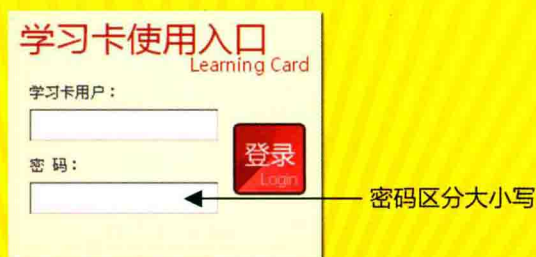 学习卡使用入口
Learning Card
学习卡用户：
登录
Login
密 码：
密码区分大小写